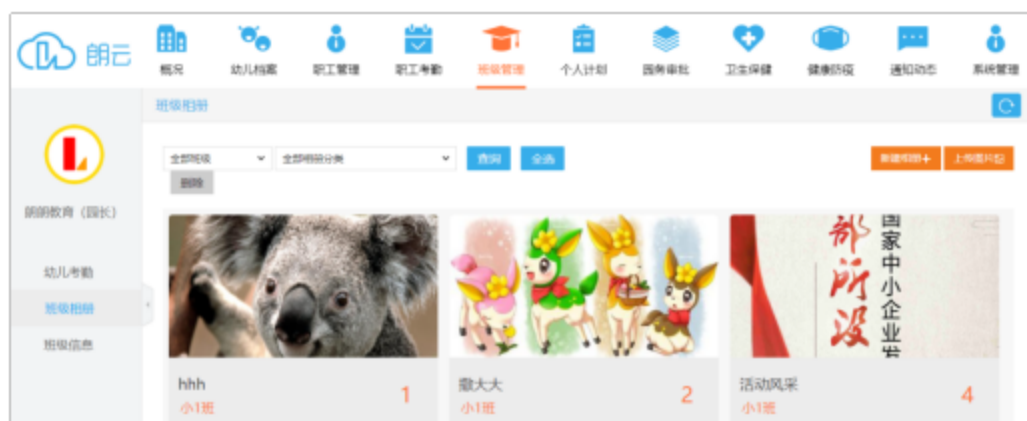 朗云
概况 幼儿档案 职工管理 职工考勤 班级管理 个人计划 园务审批 卫生保健 健康防疫 通知动态 系统管理
班级相册
全部班级 全部相册分类 查询 全选 新建相册+ 上传图片
删除
朗朗教育（园长）
幼儿考勤
班级相册
班级信息
部所没
国家中小企业发
hhh 1
小1班
撒大大 2
小1班
活动风采 4
小1班